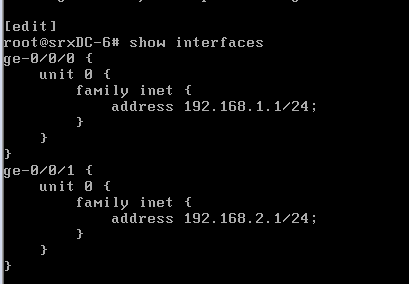 [edit]
root@srxDC-6# show interfaces
ge-0/0/0 {
    unit 0 {
        family inet {
            address 192.168.1.1/24;
        }
    }
}
ge-0/0/1 {
    unit 0 {
        family inet {
            address 192.168.2.1/24;
        }
    }
}